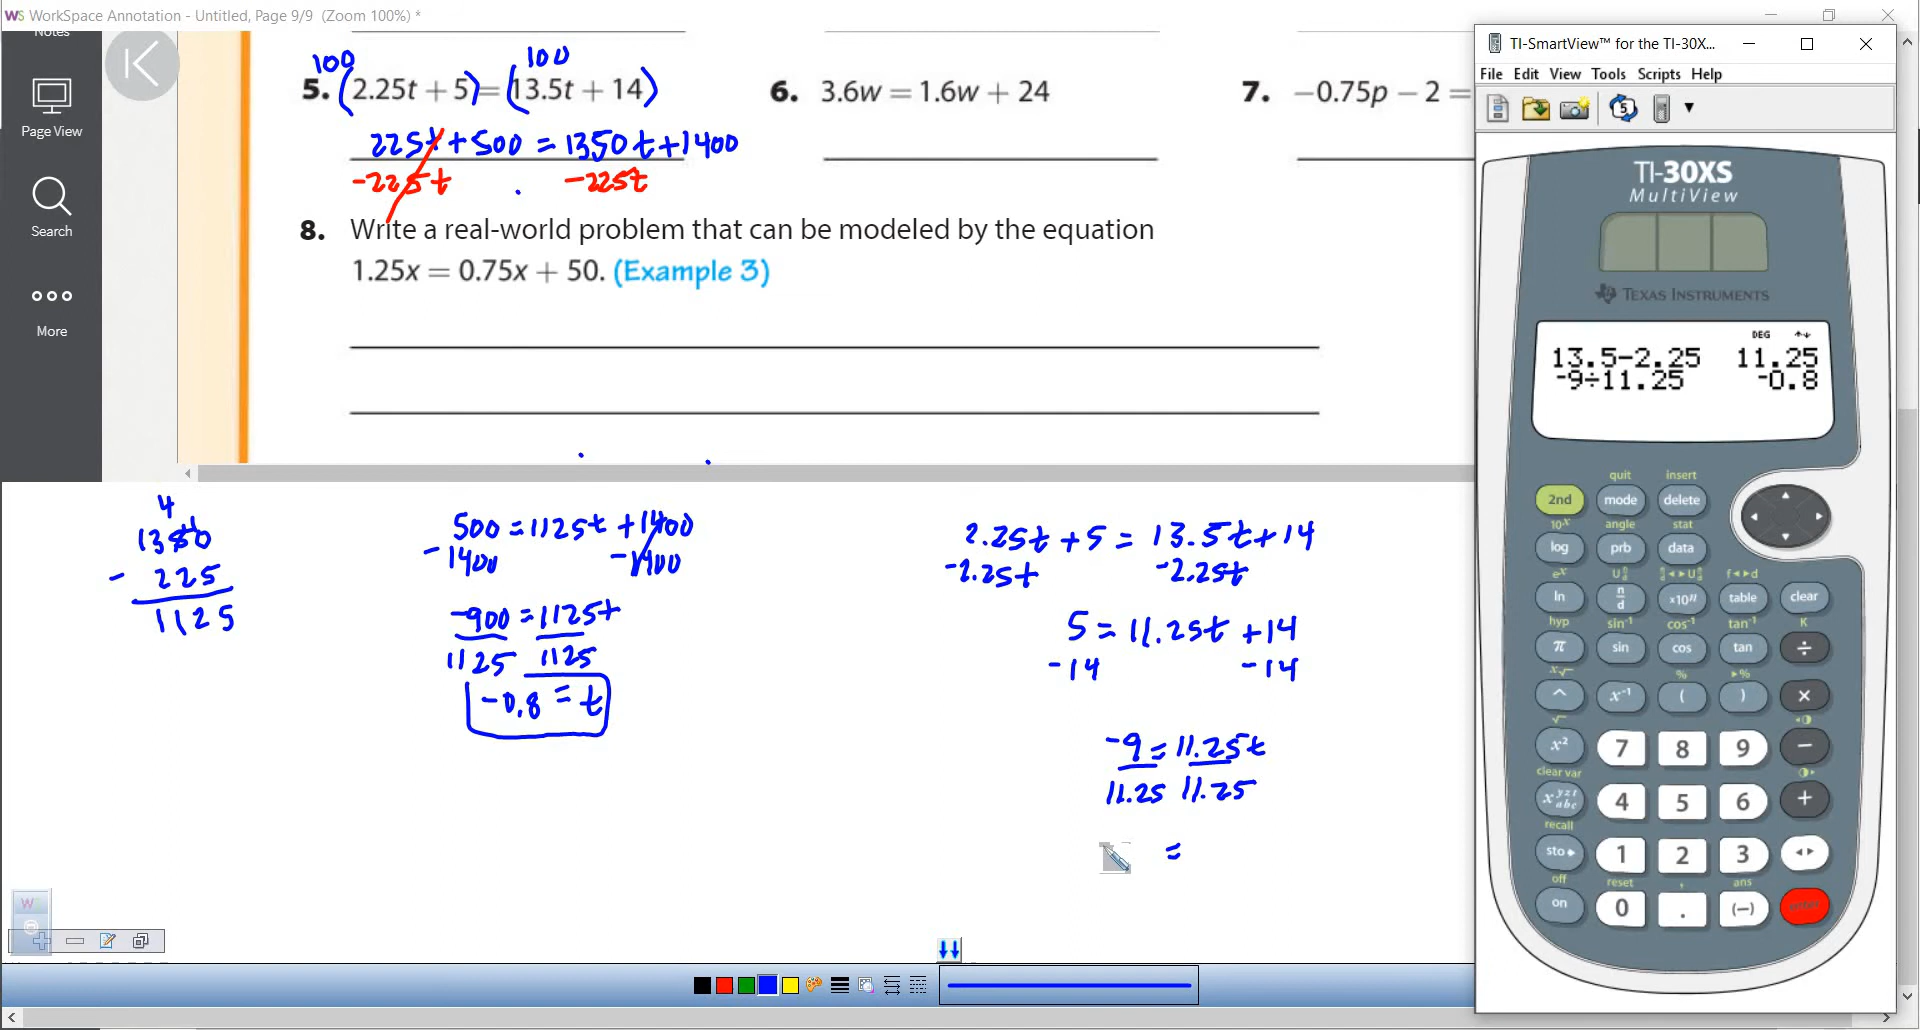 WS WorkSpace Annotation - Untitled, Page 9/9 (Zoom 100%) *
Notes
Page View
Search
More
100 100
5. (2.25t + 5) = (13.5t + 14)
225t + 500 = 1350t + 1400
-225t -225t
6. 3.6w = 1.6w + 24
7. −0.75p − 2 =
8. Write a real-world problem that can be modeled by the equation
1.25x = 0.75x + 50. (Example 3)
4
1350
- 225
1125
500 = 1125t + 1400
-1400 -1400
-900 = 1125t
1125 1125
-0.8 = t
2.25t + 5 = 13.5t + 14
-2.25t -2.25t
5 = 11.25t + 14
-14 -14
-9 = 11.25t
11.25 11.25
=
TI-SmartView™ for the TI-30X...
File Edit View Tools Scripts Help
5
TI-30XS
MultiView
TEXAS INSTRUMENTS
DEG
13.5-2.25 11.25
-9÷11.25 -0.8
quit insert
2nd mode delete
10ˣ angle stat
log prb data
eˣ U n/d f◄►d
ln n/d ×10ⁿ table clear
hyp sin⁻¹ cos⁻¹ tan⁻¹ K
π sin cos tan ÷
ˣ√ % ►%
^ x⁻¹ ( ) ×
√
x² 7 8 9 −
clear var
x yzt abc 4 5 6 +
recall
sto► 1 2 3 ◄►
off reset , ans
on 0 . (−) enter